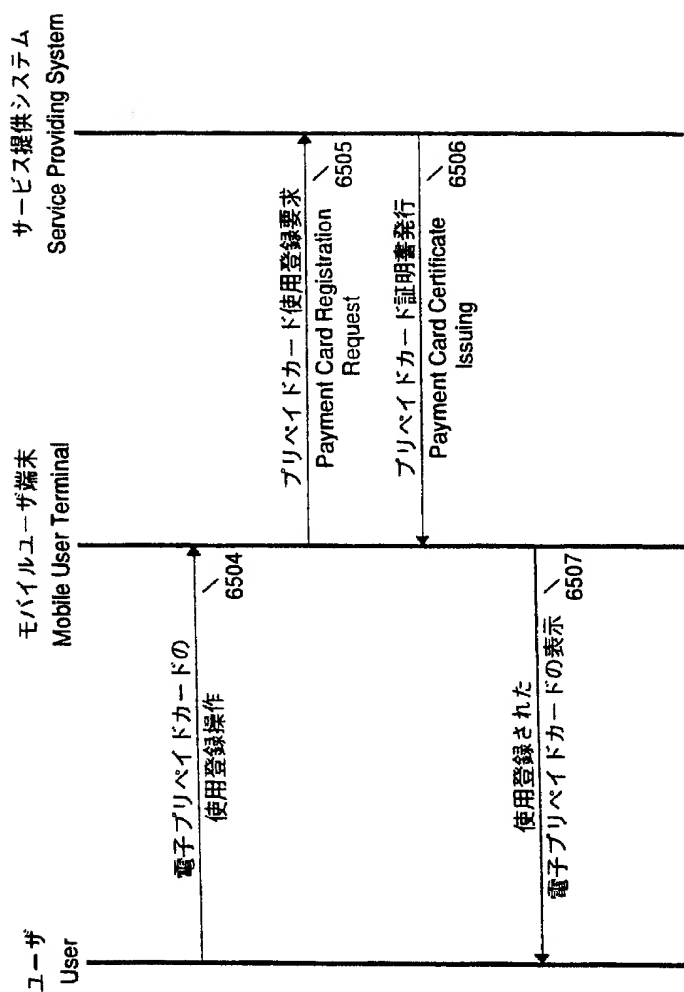 ユーザ
User
モバイルユーザ端末
Mobile User Terminal
サービス提供システム
Service Providing System
電子プリペイドカードの
使用登録操作
6504
プリペイドカード使用登録要求
Payment Card Registration
Request
6505
プリペイドカード証明書発行
Payment Card Certificate
Issuing
6506
使用登録された
電子プリペイドカードの表示
6507